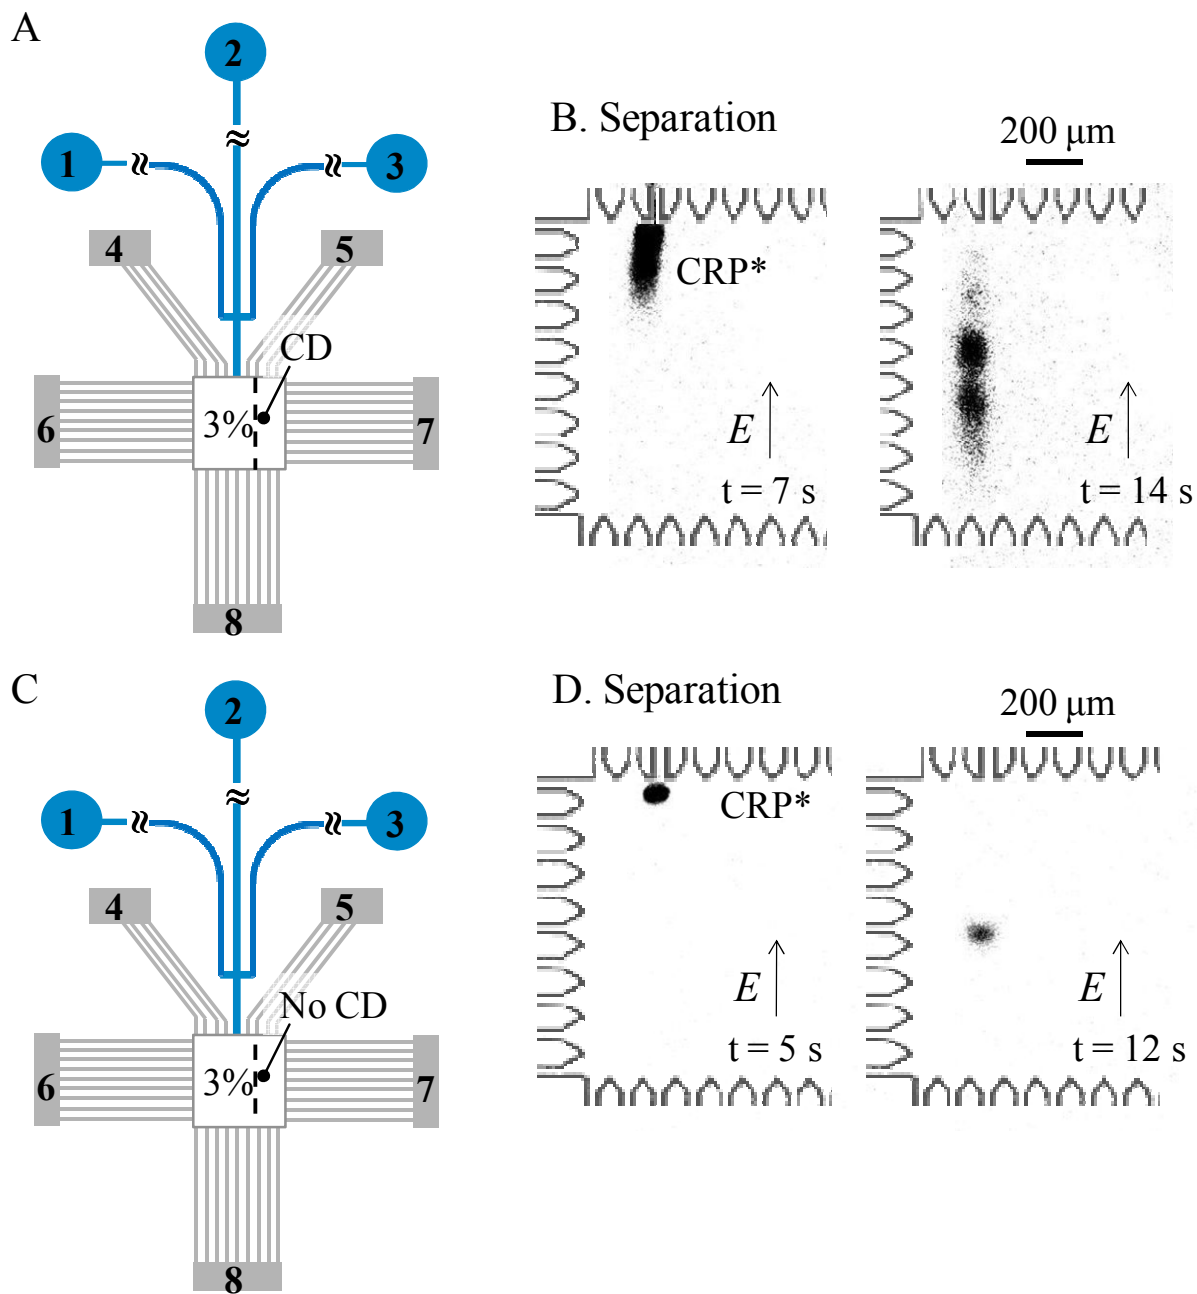 A
2
1
3
4
5
CD
6
3%
7
8
B. Separation
200 μm
CRP*
E
t = 7 s
E
t = 14 s
C
2
1
3
4
5
No CD
6
3%
7
8
D. Separation
200 μm
CRP*
E
t = 5 s
E
t = 12 s